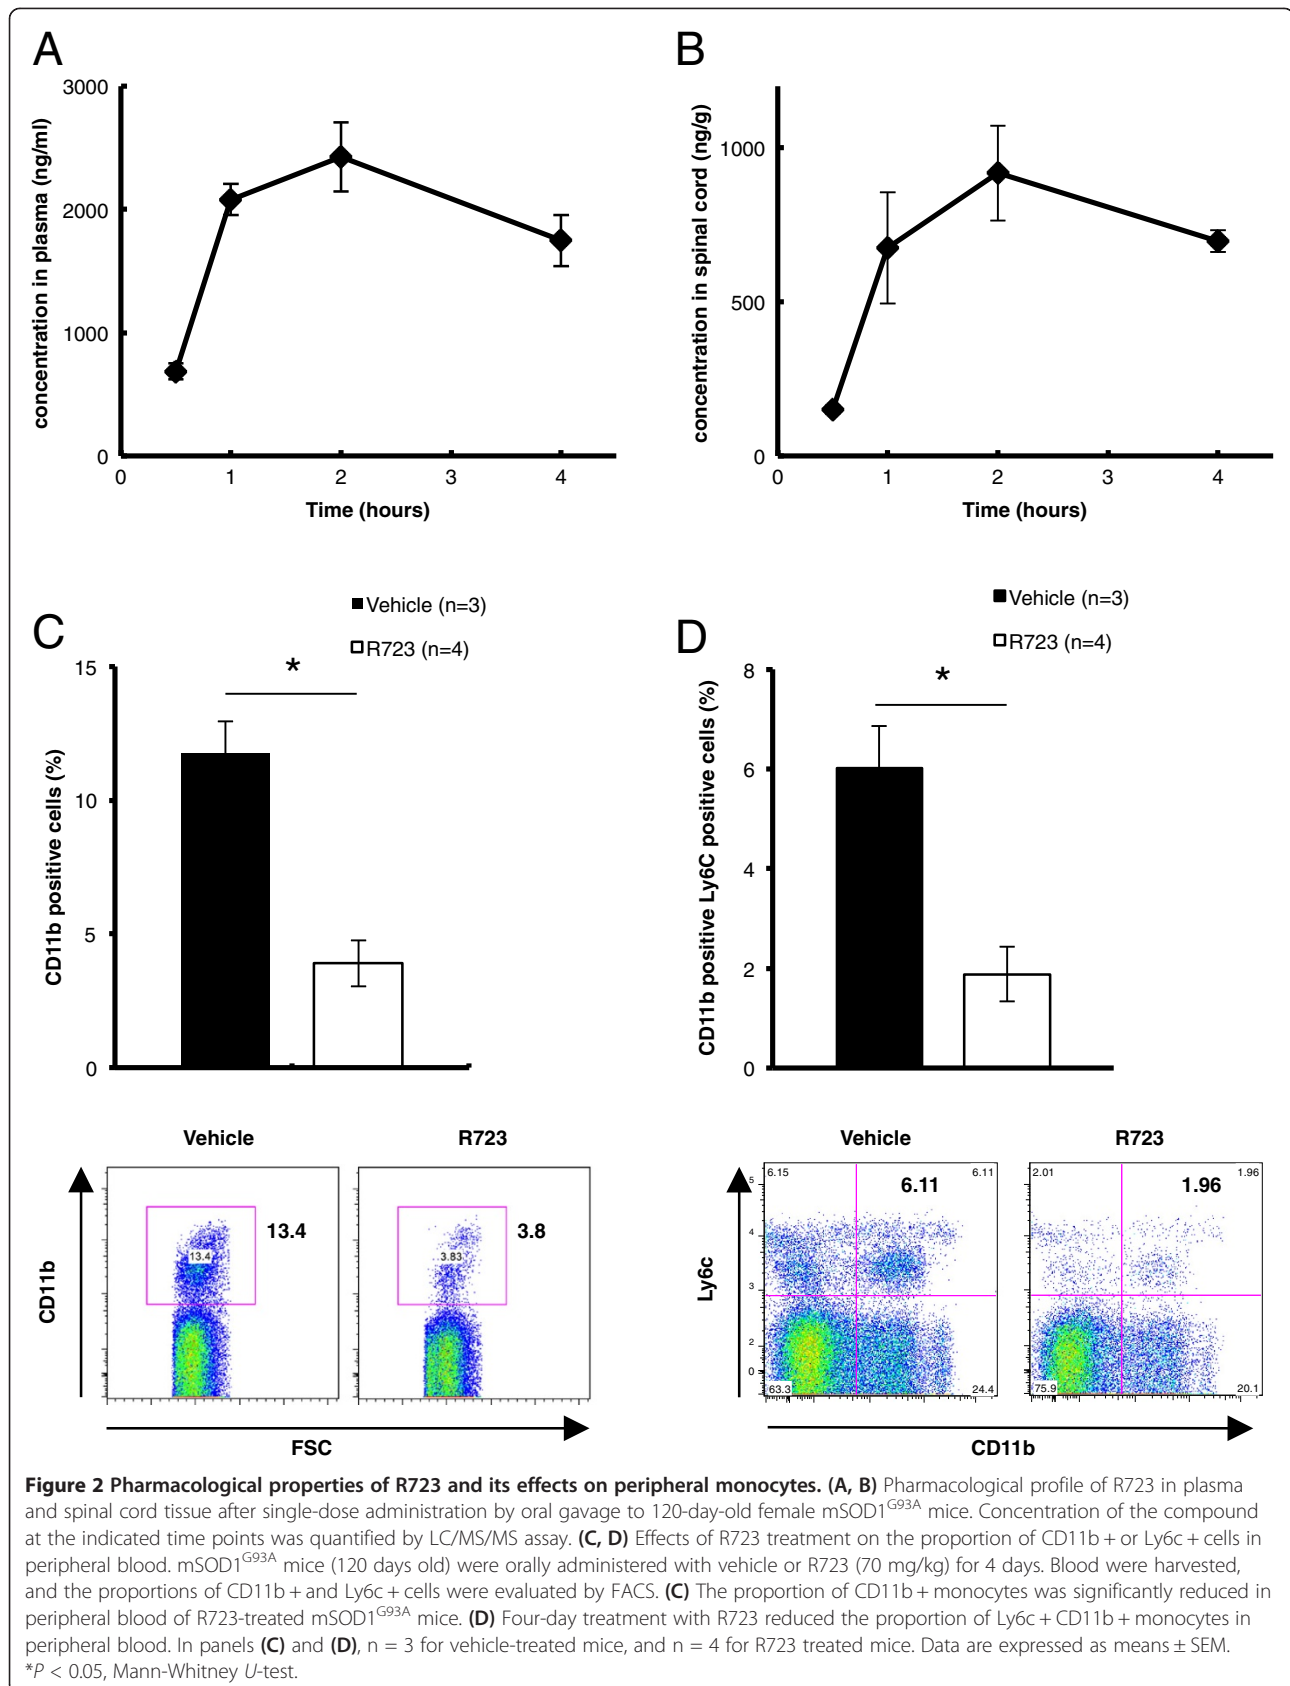 A
B
3000
2000
1000
0
concentration in plasma (ng/ml)
0 1 2 3 4
Time (hours)
1000
500
0
concentration in spinal cord (ng/g)
0 1 2 3 4
Time (hours)
C
Vehicle (n=3)
R723 (n=4)
15
10
5
0
CD11b positive cells (%)
*
D
Vehicle (n=3)
R723 (n=4)
8
6
4
2
0
CD11b positive Ly6C positive cells (%)
*
Vehicle
R723
CD11b
13.4
13.4
3.83
3.8
FSC
Vehicle
R723
Ly6c
5
4
3
2
0
6.15
6.11
6.11
63.3
24.4
2.01
1.96
1.96
75.9
20.1
CD11b
Figure 2 Pharmacological properties of R723 and its effects on peripheral monocytes. (A, B) Pharmacological profile of R723 in plasma
and spinal cord tissue after single-dose administration by oral gavage to 120-day-old female mSOD1G93A mice. Concentration of the compound
at the indicated time points was quantified by LC/MS/MS assay. (C, D) Effects of R723 treatment on the proportion of CD11b + or Ly6c + cells in
peripheral blood. mSOD1G93A mice (120 days old) were orally administered with vehicle or R723 (70 mg/kg) for 4 days. Blood were harvested,
and the proportions of CD11b + and Ly6c + cells were evaluated by FACS. (C) The proportion of CD11b + monocytes was significantly reduced in
peripheral blood of R723-treated mSOD1G93A mice. (D) Four-day treatment with R723 reduced the proportion of Ly6c + CD11b + monocytes in
peripheral blood. In panels (C) and (D), n = 3 for vehicle-treated mice, and n = 4 for R723 treated mice. Data are expressed as means ± SEM.
*P < 0.05, Mann-Whitney U-test.